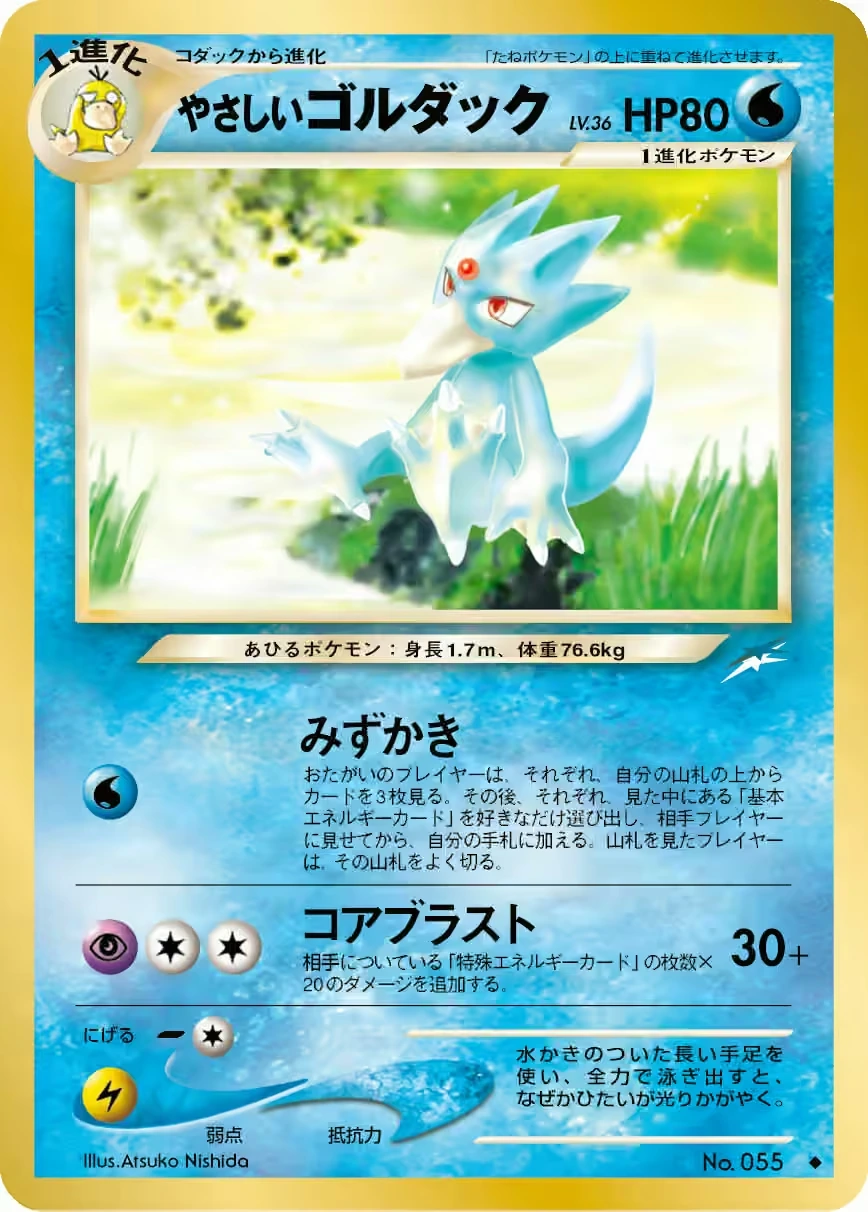 1進化
コダックから進化
「たねポケモン」の上に重ねて進化させます。
やさしいゴルダック LV.36 HP80
1進化ポケモン
あひるポケモン：身長1.7m、体重76.6kg
みずかき
おたがいのプレイヤーは、それぞれ、自分の山札の上から
カードを3枚見る。その後、それぞれ、見た中にある「基本
エネルギーカード」を好きなだけ選び出し、相手プレイヤー
に見せてから、自分の手札に加える。山札を見たプレイヤー
は、その山札をよく切る。
コアブラスト 30+
相手についている「特殊エネルギーカード」の枚数×
20のダメージを追加する。
にげる
水かきのついた長い手足を
使い、全力で泳ぎ出すと、
なぜかひたいが光りかがやく。
弱点 抵抗力
Illus.Atsuko Nishida
No. 055